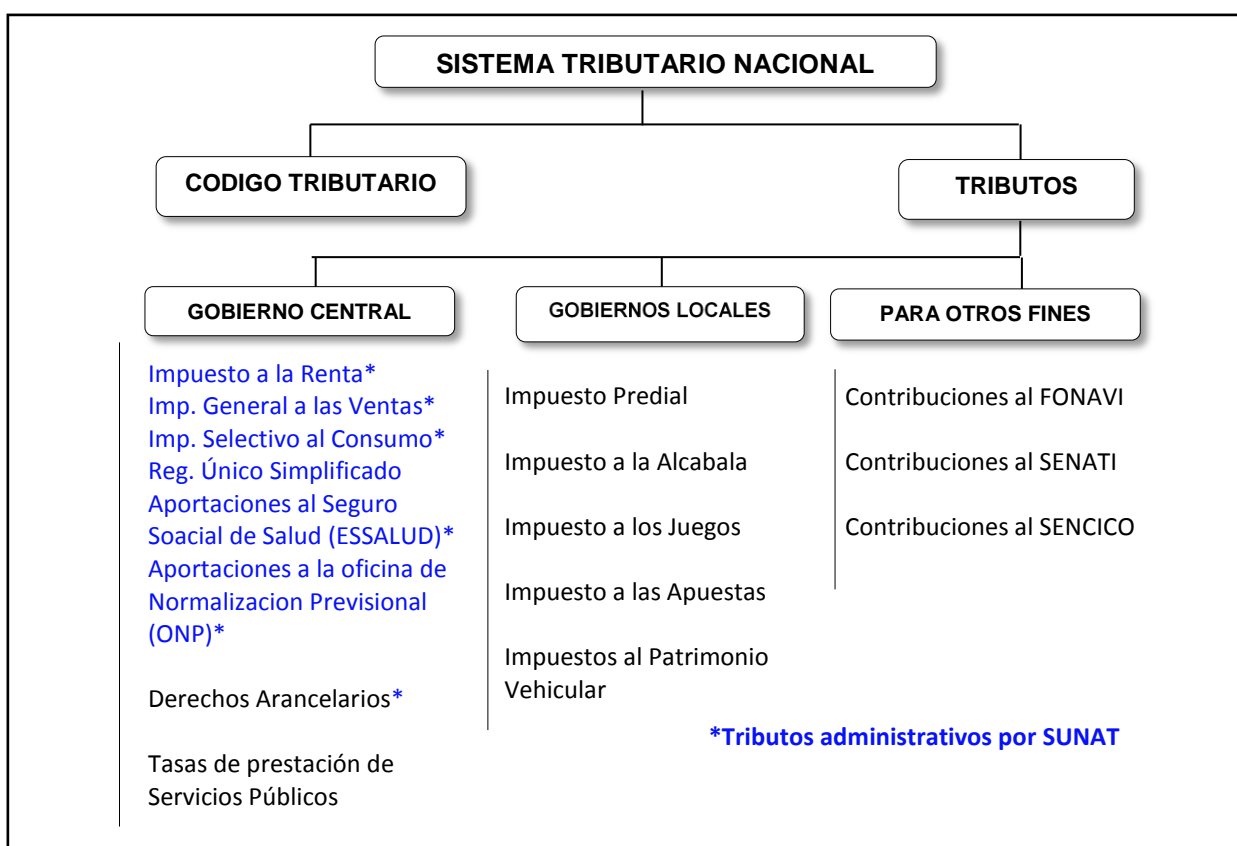 SISTEMA TRIBUTARIO NACIONAL
CODIGO TRIBUTARIO
TRIBUTOS
GOBIERNO CENTRAL
Impuesto a la Renta*
Imp. General a las Ventas*
Imp. Selectivo al Consumo*
Reg. Único Simplificado
Aportaciones al Seguro
Soacial de Salud (ESSALUD)*
Aportaciones a la oficina de
Normalizacion Previsional
(ONP)*
Derechos Arancelarios*
Tasas de prestación de
Servicios Públicos
GOBIERNOS LOCALES
Impuesto Predial
Impuesto a la Alcabala
Impuesto a los Juegos
Impuesto a las Apuestas
Impuestos al Patrimonio
Vehicular
PARA OTROS FINES
Contribuciones al FONAVI
Contribuciones al SENATI
Contribuciones al SENCICO
*Tributos administrativos por SUNAT